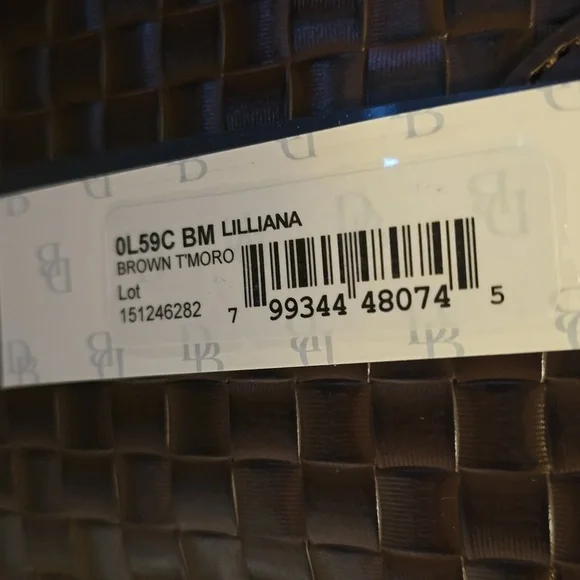 0L59C BM LILLIANA
BROWN T'MORO
Lot
151246282
7 99344 48074 5